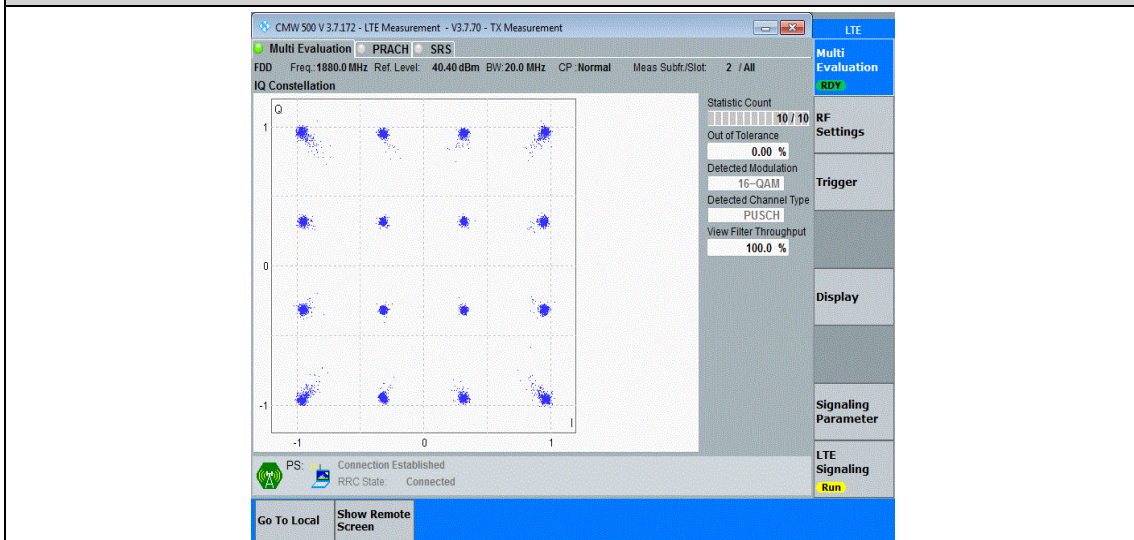 CMW 500 V 3.7.172 - LTE Measurement - V3.7.70 - TX Measurement
LTE
Multi Evaluation PRACH SRS
Multi
Evaluation
RDY
FDD Freq.:1880.0 MHz Ref. Level: 40.40 dBm BW:20.0 MHz CP :Normal Meas Subfr./Slot: 2 / All
IQ Constellation
Q
1
0
-1
-1 0 1
I
Statistic Count
10 / 10
Out of Tolerance
0.00 %
Detected Modulation
16-QAM
Detected Channel Type
PUSCH
View Filter Throughput
100.0 %
RF
Settings
Trigger
Display
Signaling
Parameter
LTE
Signaling
Run
PS: Connection Established
RRC State: Connected
Go To Local
Show Remote
Screen